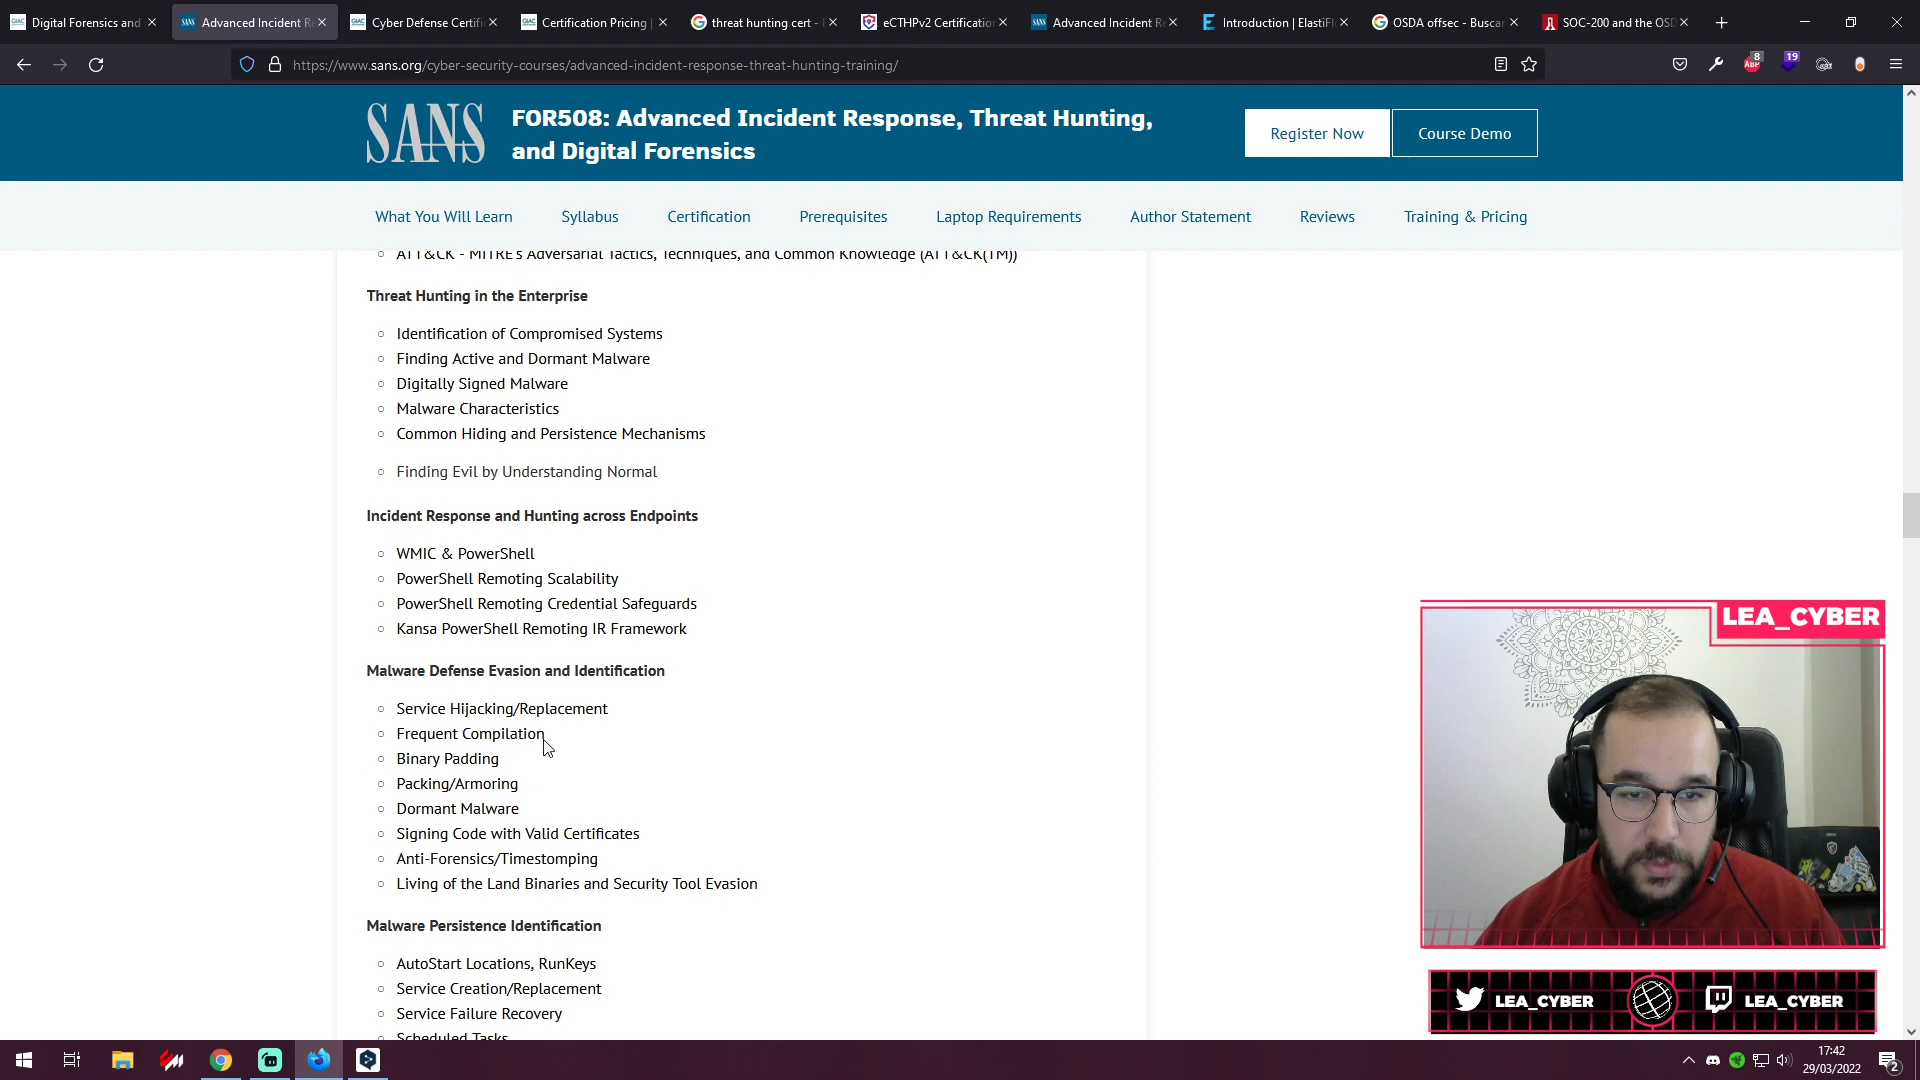 Digital Forensics and
Advanced Incident Re
Cyber Defense Certific
Certification Pricing |
threat hunting cert -
eCTHPv2 Certification
Advanced Incident Re
Introduction | ElastiFl
OSDA offsec - Buscar
SOC-200 and the OSD
https://www.sans.org/cyber-security-courses/advanced-incident-response-threat-hunting-training/
8
ABP
19
SANS
FOR508: Advanced Incident Response, Threat Hunting,
and Digital Forensics
Register Now
Course Demo
What You Will Learn
Syllabus
Certification
Prerequisites
Laptop Requirements
Author Statement
Reviews
Training & Pricing
ATT&CK - MITRE's Adversarial Tactics, Techniques, and Common Knowledge (ATT&CK(TM))
Threat Hunting in the Enterprise
Identification of Compromised Systems
Finding Active and Dormant Malware
Digitally Signed Malware
Malware Characteristics
Common Hiding and Persistence Mechanisms
Finding Evil by Understanding Normal
Incident Response and Hunting across Endpoints
WMIC & PowerShell
PowerShell Remoting Scalability
PowerShell Remoting Credential Safeguards
Kansa PowerShell Remoting IR Framework
Malware Defense Evasion and Identification
Service Hijacking/Replacement
Frequent Compilation
Binary Padding
Packing/Armoring
Dormant Malware
Signing Code with Valid Certificates
Anti-Forensics/Timestomping
Living of the Land Binaries and Security Tool Evasion
Malware Persistence Identification
AutoStart Locations, RunKeys
Service Creation/Replacement
Service Failure Recovery
Scheduled Tasks
LEA_CYBER
LEA_CYBER
LEA_CYBER
17:42
29/03/2022
2